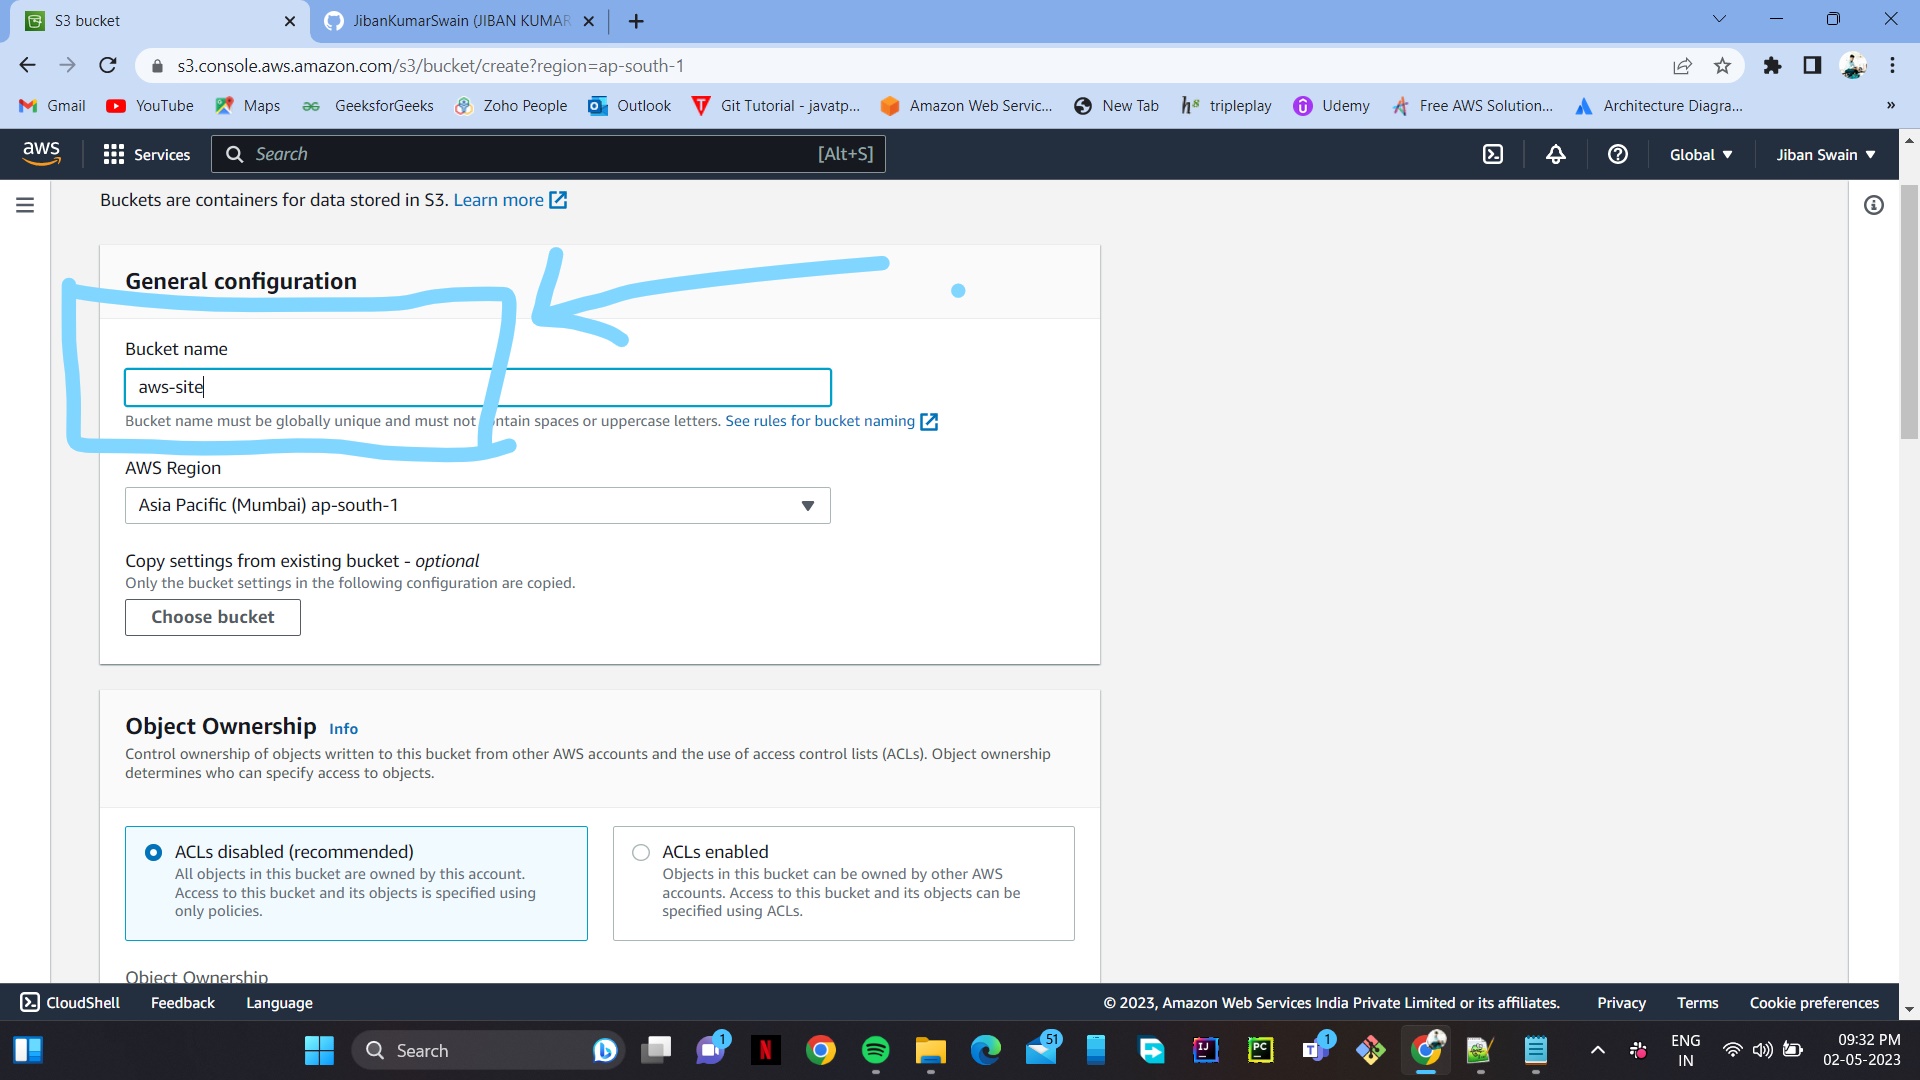 S3 bucket
JibanKumarSwain (JIBAN KUMAR
s3.console.aws.amazon.com/s3/bucket/create?region=ap-south-1
Gmail YouTube Maps GeeksforGeeks Zoho People Outlook Git Tutorial - javatp... Amazon Web Servic... New Tab tripleplay Udemy Free AWS Solution... Architecture Diagra... »
aws Services Search [Alt+S] Global Jiban Swain
Buckets are containers for data stored in S3. Learn more
General configuration
Bucket name
aws-site
Bucket name must be globally unique and must not ntain spaces or uppercase letters. See rules for bucket naming
AWS Region
Asia Pacific (Mumbai) ap-south-1
Copy settings from existing bucket - optional
Only the bucket settings in the following configuration are copied.
Choose bucket
Object Ownership Info
Control ownership of objects written to this bucket from other AWS accounts and the use of access control lists (ACLs). Object ownership
determines who can specify access to objects.
ACLs disabled (recommended)
All objects in this bucket are owned by this account.
Access to this bucket and its objects is specified using
only policies.
ACLs enabled
Objects in this bucket can be owned by other AWS
accounts. Access to this bucket and its objects can be
specified using ACLs.
Object Ownership
CloudShell Feedback Language © 2023, Amazon Web Services India Private Limited or its affiliates. Privacy Terms Cookie preferences
Search 1 N 51 IJ PC T 1
ENG
IN
09:32 PM
02-05-2023